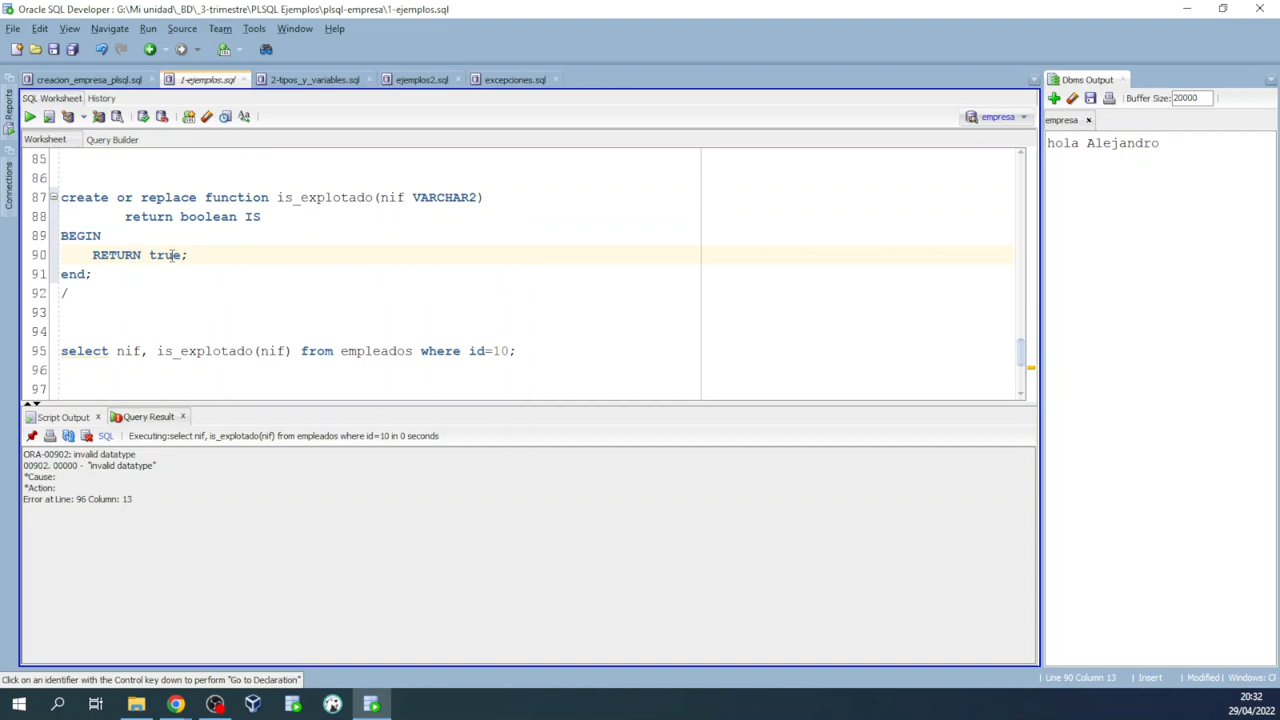 Oracle SQL Developer : G:\Mi unidad\_BD\_3-trimestre\PLSQL Ejemplos\plsql-empresa\1-ejemplos.sql
File Edit View Navigate Run Source Team Tools Window Help
creacion_empresa_plsql.sql 1-ejemplos.sql 2-tipos_y_variables.sql ejemplos2.sql excepciones.sql
SQL Worksheet History
empresa
Worksheet Query Builder
85
86
87 create or replace function is_explotado(nif VARCHAR2)
88 return boolean IS
89 BEGIN
90 RETURN true;
91 end;
92 /
93
94
95 select nif, is_explotado(nif) from empleados where id=10;
96
97
Script Output Query Result
SQL Executing:select nif, is_explotado(nif) from empleados where id=10 in 0 seconds
ORA-00902: invalid datatype
00902. 00000 - "invalid datatype"
*Cause:
*Action:
Error at Line: 96 Column: 13
Reports
Connections
Dbms Output
Buffer Size: 20000
empresa
hola Alejandro
Click on an identifier with the Control key down to perform "Go to Declaration"
Line 90 Column 13 Insert Modified Windows: CF
20:32
29/04/2022